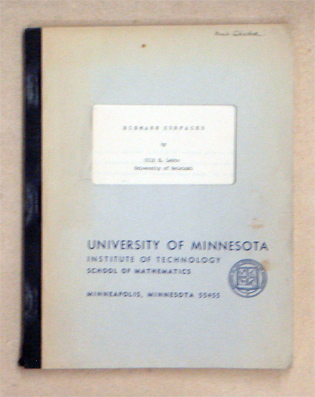 RIEMANN SURFACES
by
Olli E. Lehto
University of Helsinki
UNIVERSITY OF MINNESOTA
INSTITUTE OF TECHNOLOGY
SCHOOL OF MATHEMATICS
MINNEAPOLIS, MINNESOTA 55455